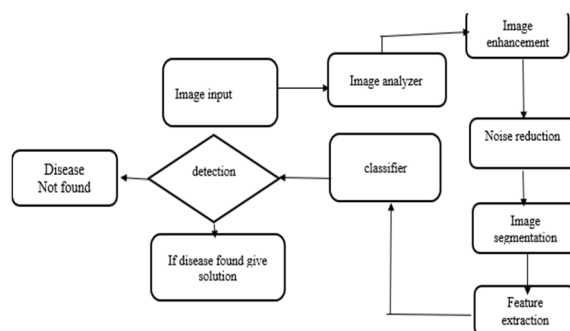 Image input
Image analyzer
Image
enhancement
Noise reduction
Image
segmentation
Feature
extraction
classifier
detection
Disease
Not found
If disease found give
solution